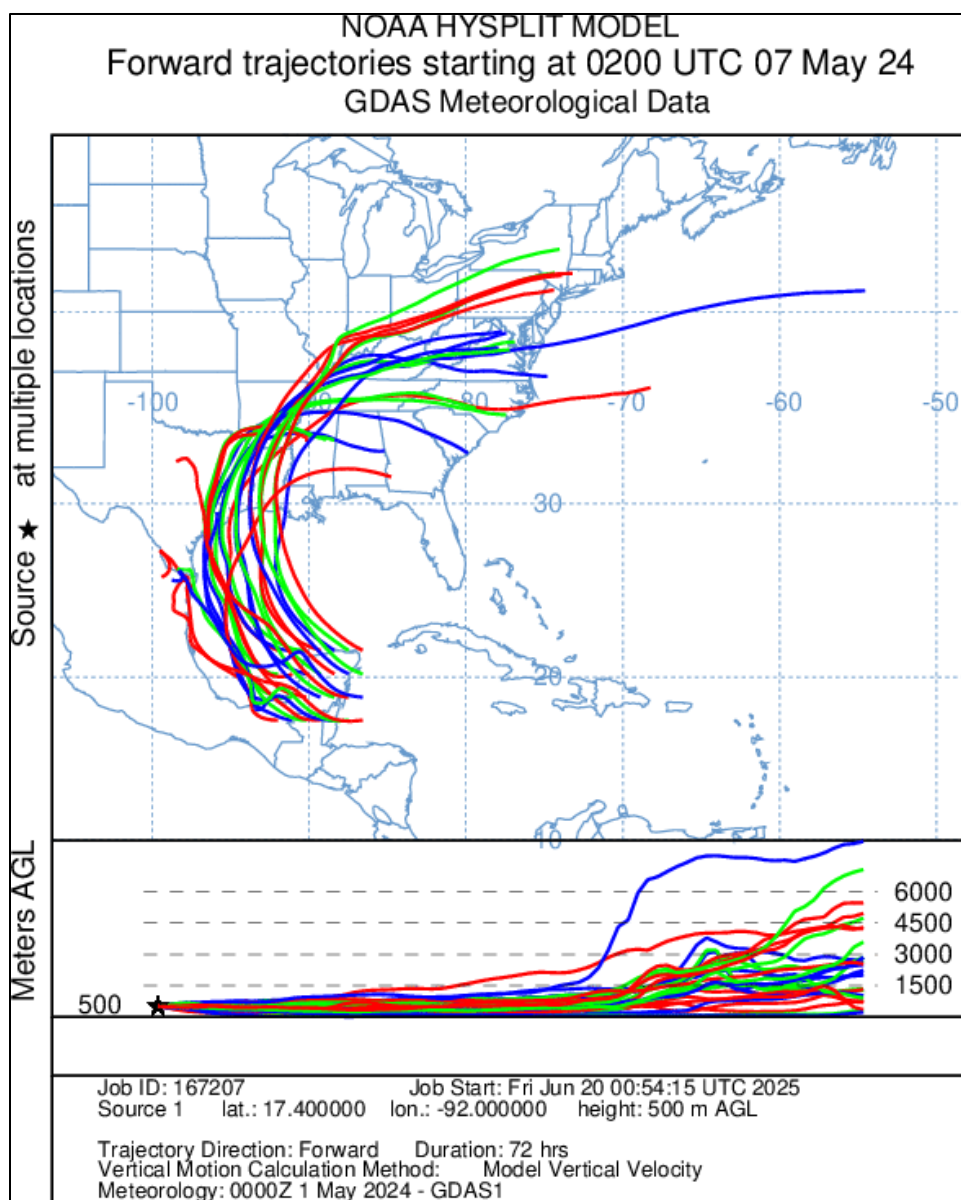 NOAA HYSPLIT MODEL
Forward trajectories starting at 0200 UTC 07 May 24
GDAS Meteorological Data
Source ★ at multiple locations
-100
80
-70
-60
-50
30
20
10
Meters AGL
6000
4500
3000
1500
500
Job ID: 167207 Job Start: Fri Jun 20 00:54:15 UTC 2025
Source 1 lat.: 17.400000 lon.: -92.000000 height: 500 m AGL
Trajectory Direction: Forward Duration: 72 hrs
Vertical Motion Calculation Method: Model Vertical Velocity
Meteorology: 0000Z 1 May 2024 - GDAS1